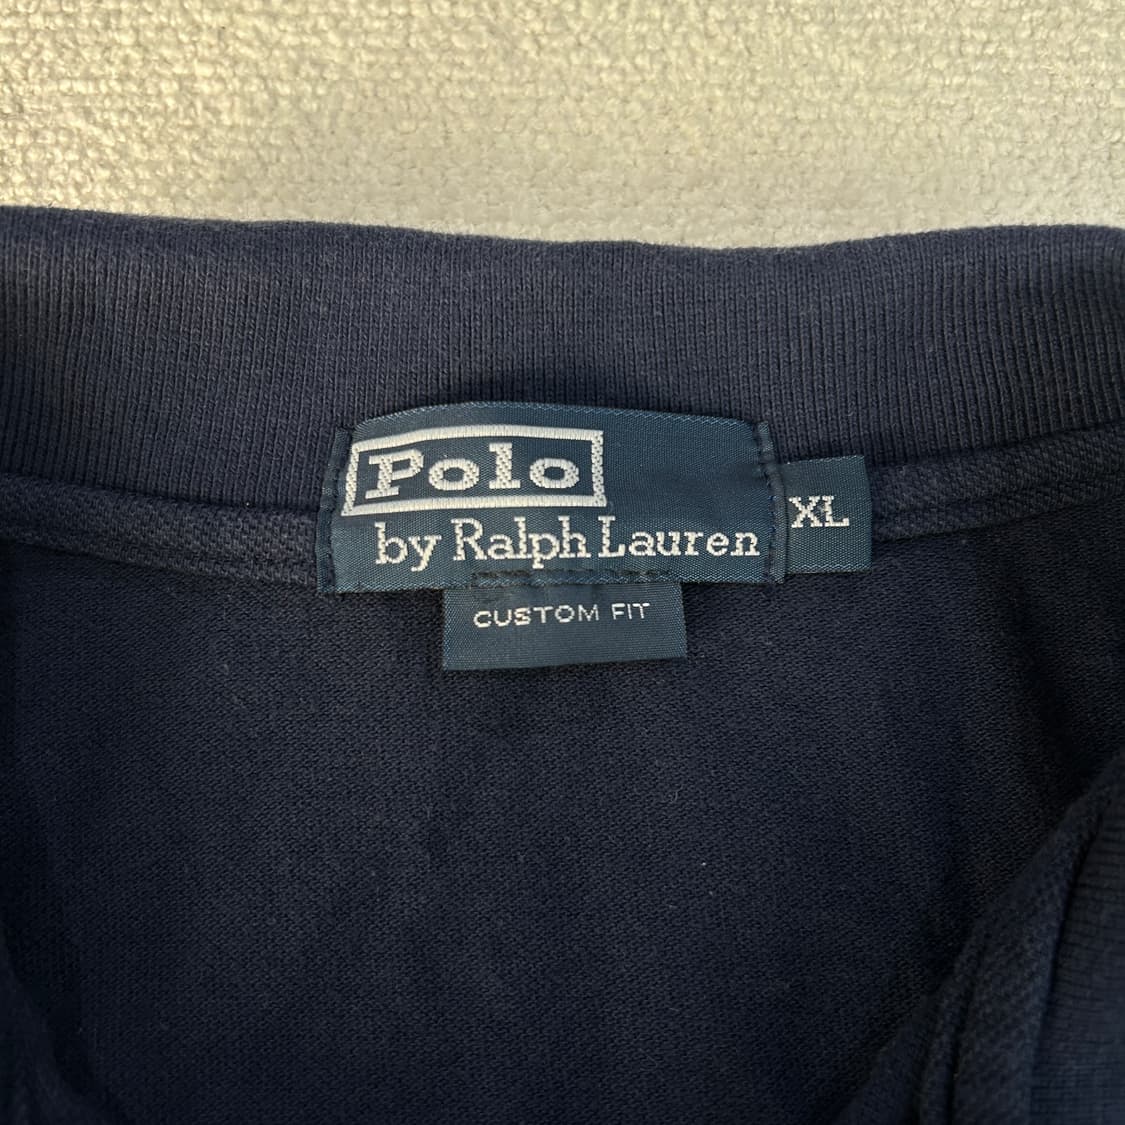 Polo
by Ralph Lauren
XL
CUSTOM FIT